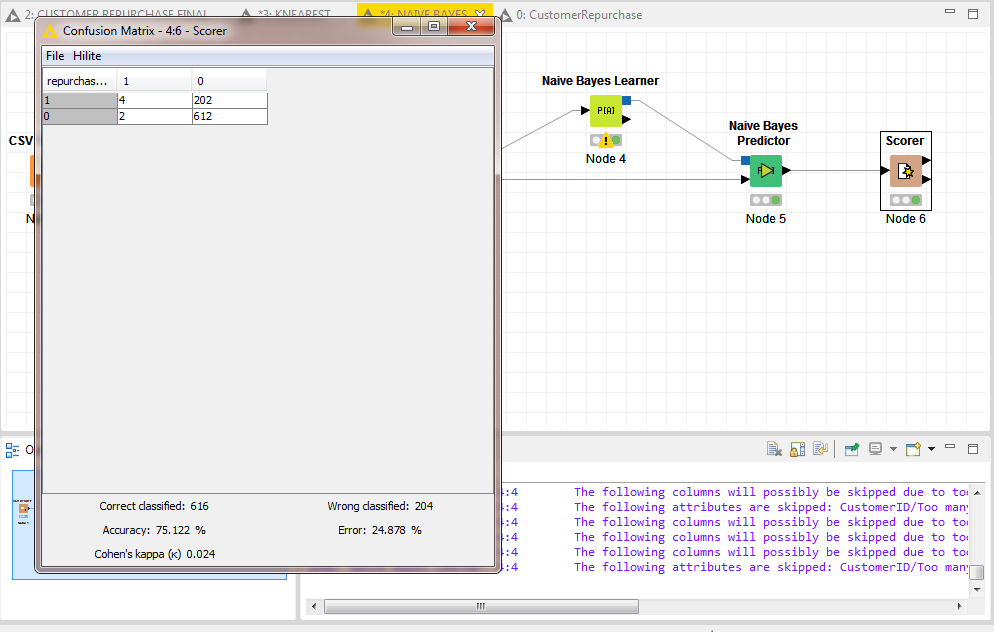 2: CUSTOMER REPURCHASE FINAL
*3: KNEAREST
*4: NAIVE BAYES
0: CustomerRepurchase
Confusion Matrix - 4:6 - Scorer
File Hilite
repurchas... 1 0
1 4 202
0 2 612
Correct classified: 616 Wrong classified: 204
Accuracy: 75.122 % Error: 24.878 %
Cohen's kappa (κ) 0.024
CSV
Naive Bayes Learner
P[A]
Node 4
Naive Bayes
Predictor
Node 5
Scorer
Node 6
4:4 The following columns will possibly be skipped due to too
4:4 The following attributes are skipped: CustomerID/Too many
4:4 The following columns will possibly be skipped due to too
4:4 The following columns will possibly be skipped due to too
4:4 The following columns will possibly be skipped due to too
4:4 The following attributes are skipped: CustomerID/Too many